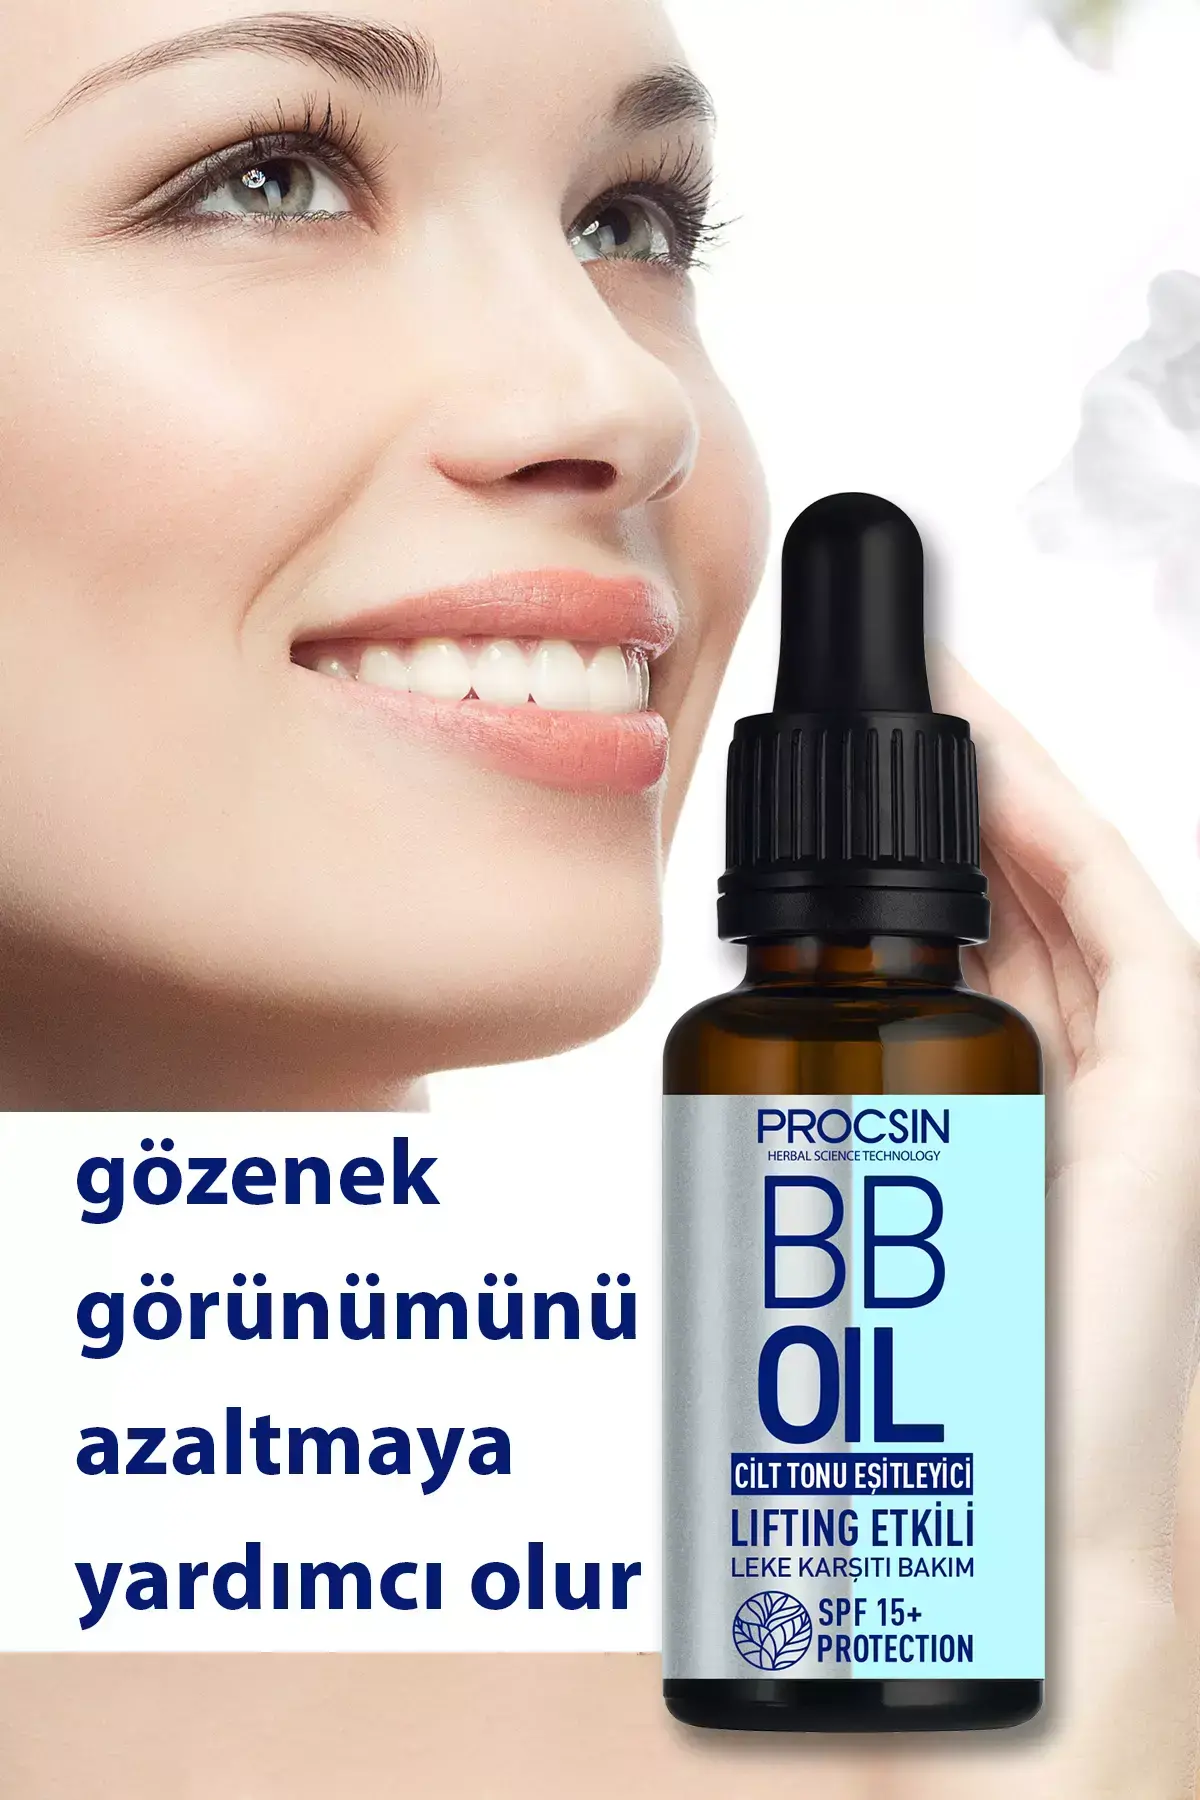 gözenek
görünümünü
azaltmaya
yardımcı olur
PROCSIN
HERBAL SCIENCE TECHNOLOGY
BB
OIL
CİLT TONU EŞİTLEYİCİ
LIFTING ETKİLİ
LEKE KARŞITI BAKIM
SPF 15+
PROTECTION